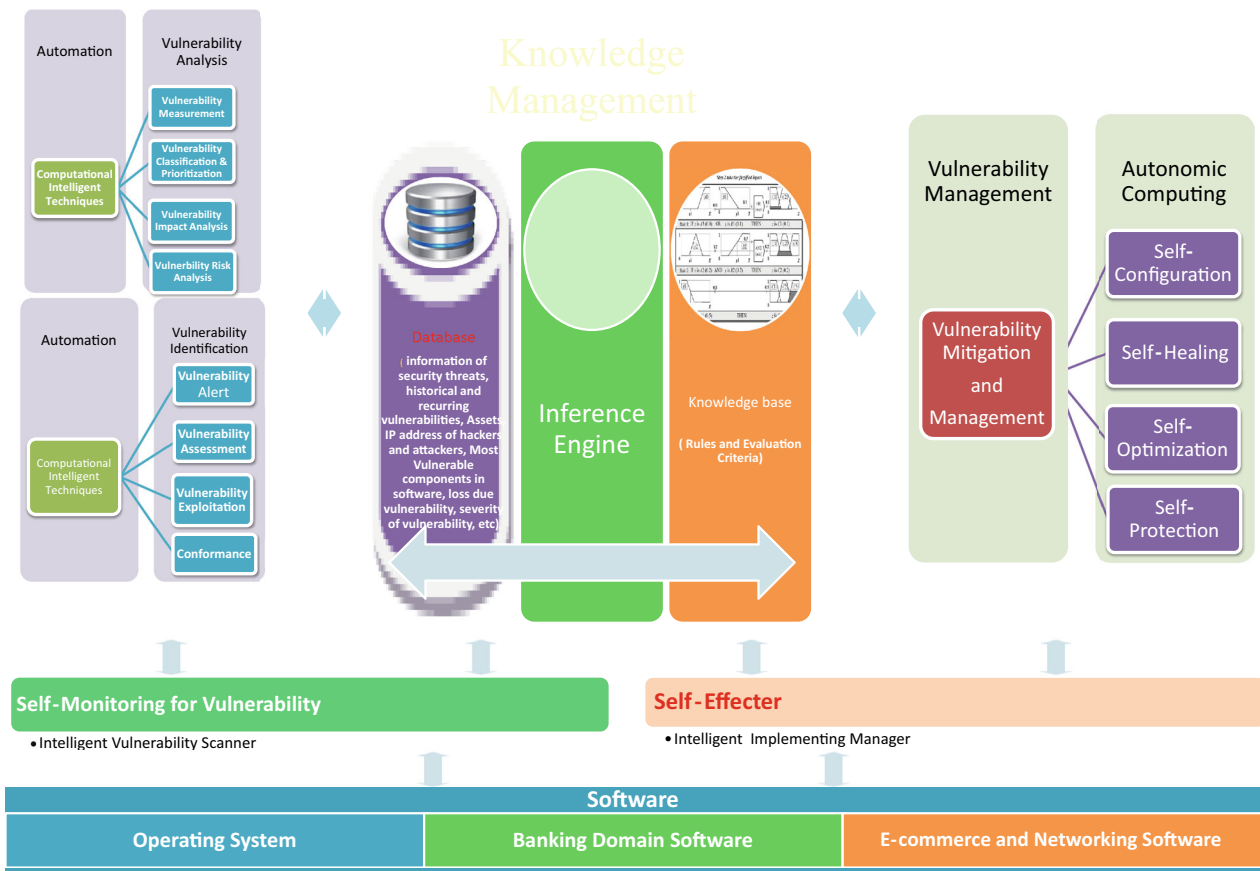 Automation
Vulnerability
Analysis
Vulnerability
Measurement
Vulnerability
Classification &
Prioritization
Computational
Intelligent
Techniques
Vulnerability
Impact Analysis
Vulnerbility Risk
Analysis
Automation
Vulnerability
Identification
Vulnerability
Alert
Vulnerability
Assessment
Computational
Intelligent
Techniques
Vulnerability
Exploitation
Conformance
Knowledge
Management
Database
( information of
security threats,
historical and
recurring
vulnerabilities, Assets
IP address of hackers
and attackers, Most
Vulnerable
components in
software, loss due
vulnerability, severity
of vulnerability, etc)
Inference
Engine
Knowledge base
( Rules and Evaluation
Criteria)
Vulnerability
Management
Autonomic
Computing
Vulnerability
Mitigation
and
Management
Self-
Configuration
Self-Healing
Self-
Optimization
Self-
Protection
Self-Monitoring for Vulnerability
• Intelligent Vulnerability Scanner
Self-Effecter
• Intelligent Implementing Manager
Software
Operating System
Banking Domain Software
E-commerce and Networking Software